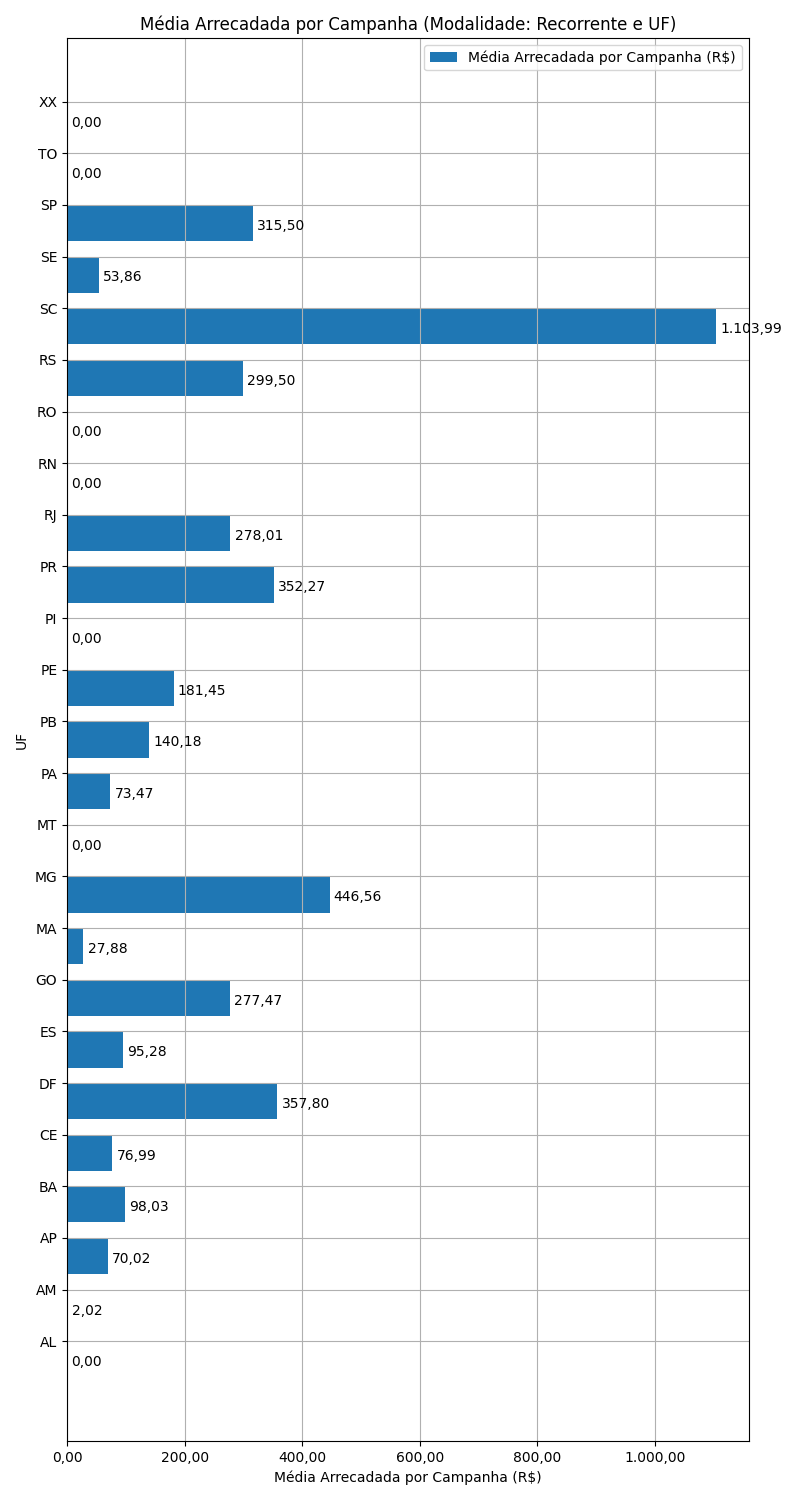 Média Arrecadada por Campanha (Modalidade: Recorrente e UF)
Média Arrecadada por Campanha (R$)
XX
0,00
TO
0,00
SP
315,50
SE
53,86
SC
1.103,99
RS
299,50
RO
0,00
RN
0,00
RJ
278,01
PR
352,27
PI
0,00
PE
181,45
PB
140,18
UF
PA
73,47
MT
0,00
MG
446,56
MA
27,88
GO
277,47
ES
95,28
DF
357,80
CE
76,99
BA
98,03
AP
70,02
AM
2,02
AL
0,00
0,00 200,00 400,00 600,00 800,00 1.000,00
Média Arrecadada por Campanha (R$)